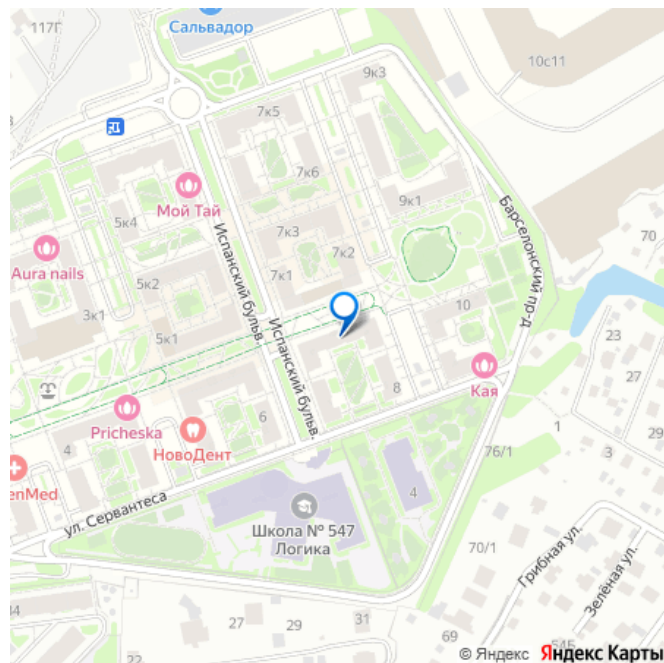 117Г
Сальвадор
10с11
9к3
7к5
7к6
Мой Тай
5к4
9к1
Барселонский пр-д
70
7к3
7к2
Испанский бульв.
Aura nails
5к2
7к1
3к1
10
5к1
Испанский бульв.
23
27
Кая
8
Pricheska
6
НовоДент
4
1
29
3
76/1
enMed
ул. Сервантеса
4
Школа № 547
Логика
70/1
Грибная ул.
Зелёная ул.
34
27
29
31
69
22
54Б
© Яндекс Яндекс Карты